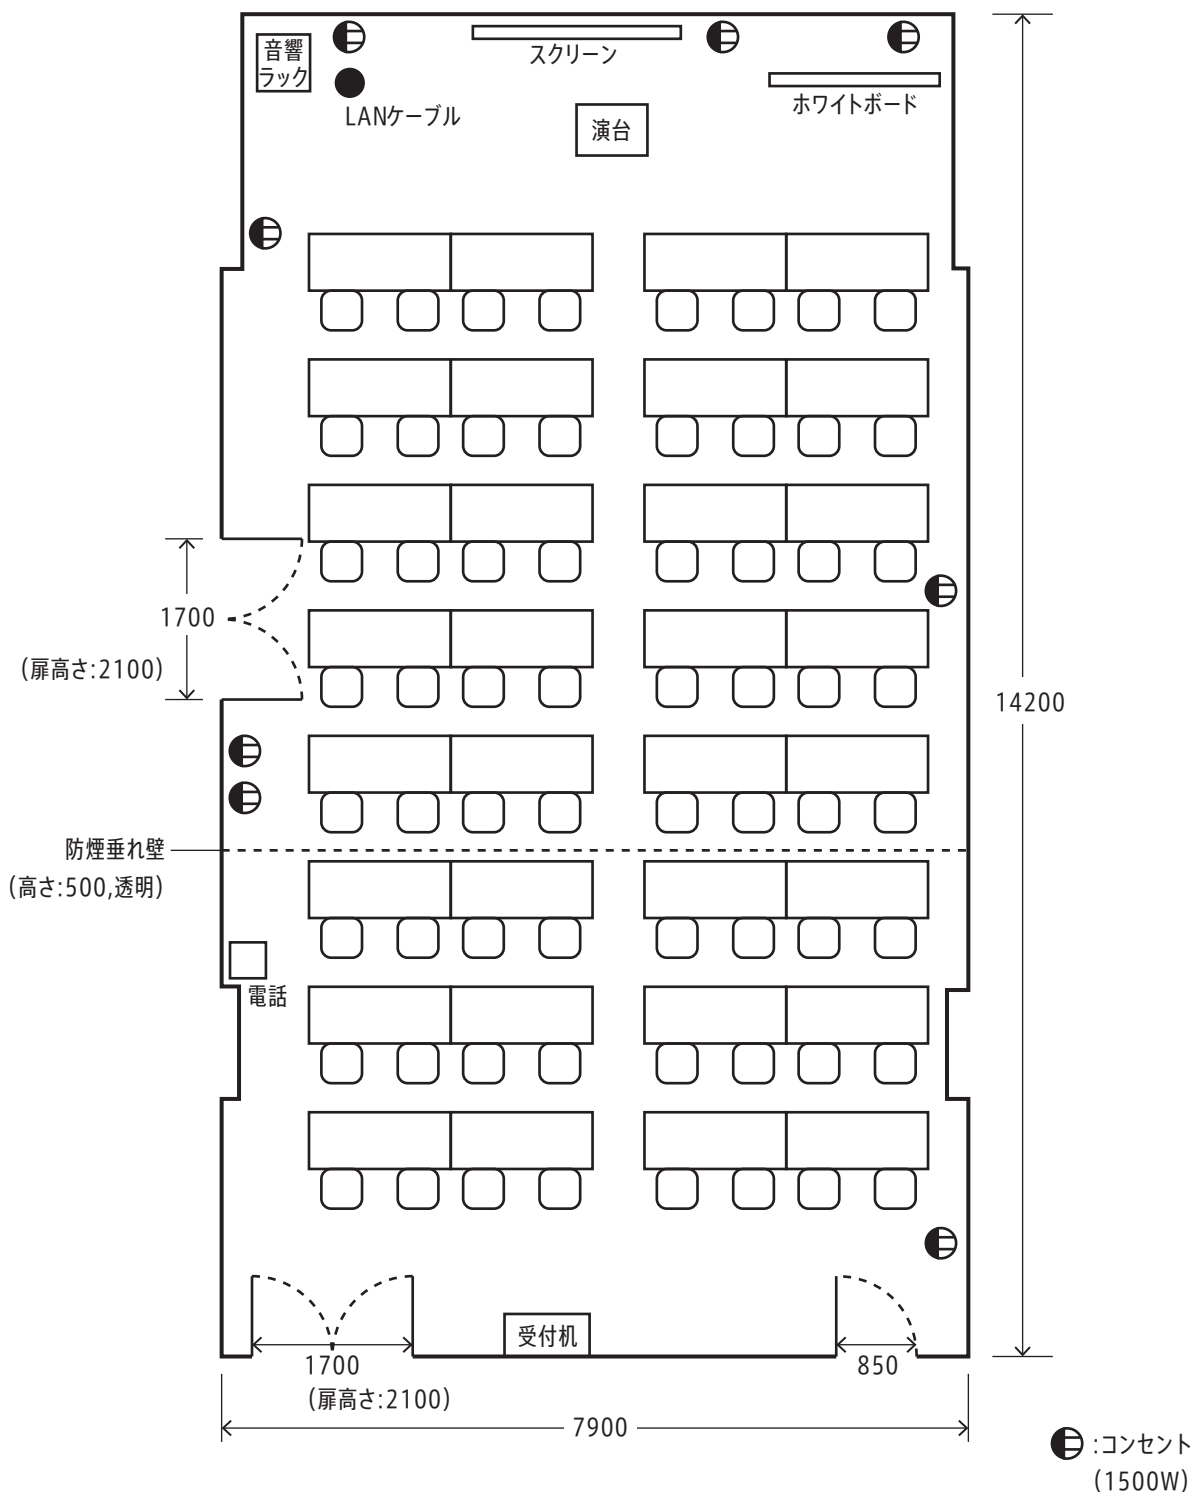 音響
ラック
スクリーン
LANケーブル
ホワイトボード
演台
1700
(扉高さ:2100)
14200
防煙垂れ壁
(高さ:500,透明)
電話
受付机
1700
(扉高さ:2100)
850
7900
:コンセント
(1500W)